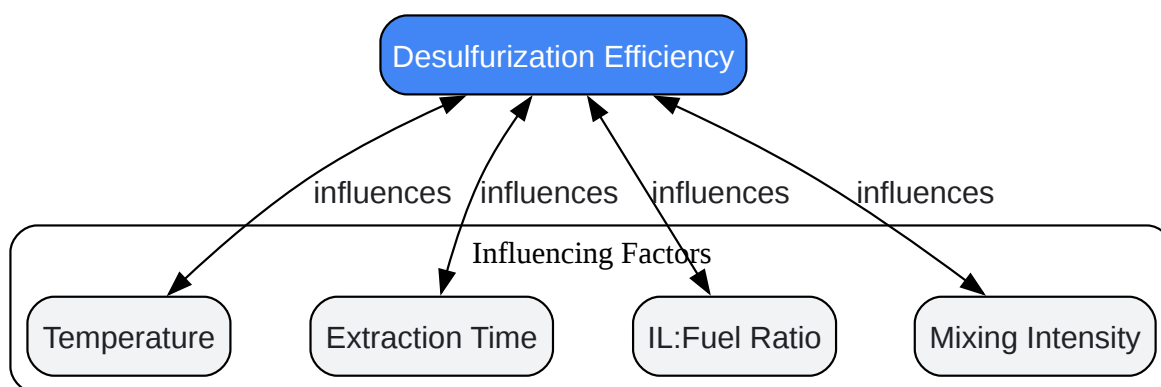 Desulfurization Efficiency
influences influences influences influences
Influencing Factors
Temperature Extraction Time IL:Fuel Ratio Mixing Intensity